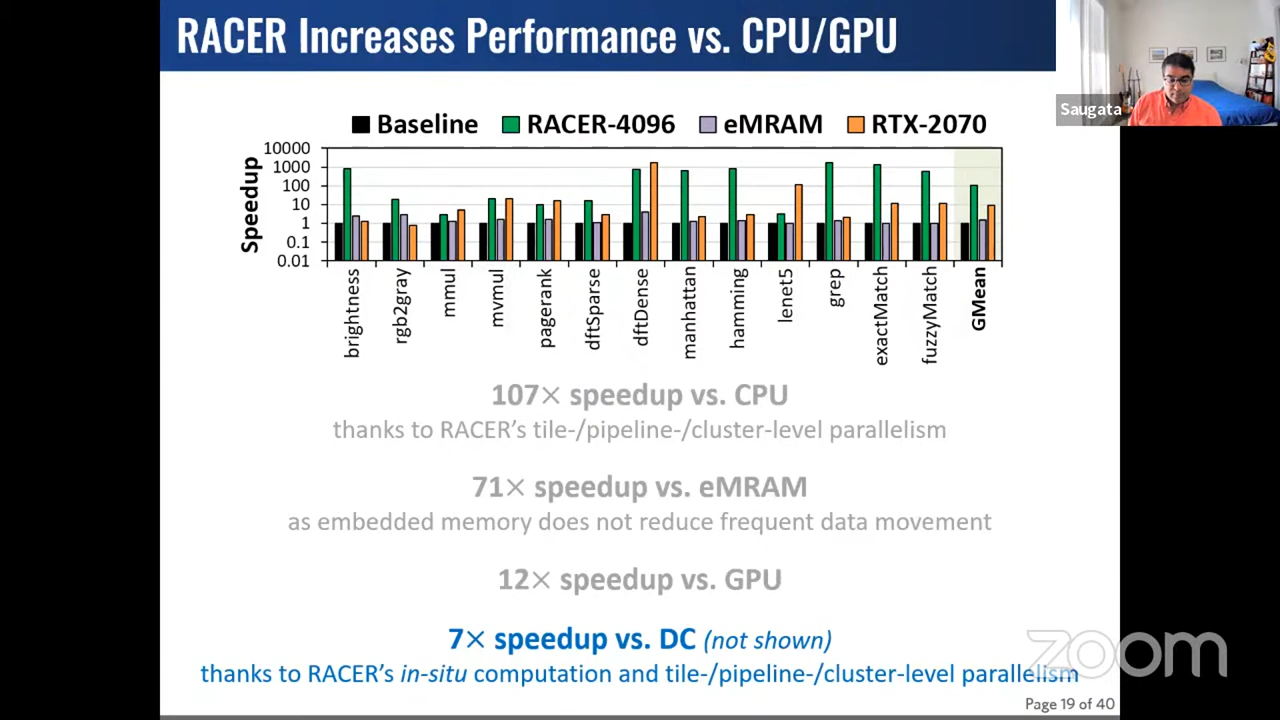 RACER Increases Performance vs. CPU/GPU
Saugata
Baseline RACER-4096 eMRAM RTX-2070
Speedup
10000
1000
100
10
1
0.1
0.01
brightness
rgb2gray
mmul
mvmul
pagerank
dftSparse
dftDense
manhattan
hamming
lenet5
grep
exactMatch
fuzzyMatch
GMean
107× speedup vs. CPU
thanks to RACER’s tile-/pipeline-/cluster-level parallelism
71× speedup vs. eMRAM
as embedded memory does not reduce frequent data movement
12× speedup vs. GPU
7× speedup vs. DC (not shown)
thanks to RACER’s in-situ computation and tile-/pipeline-/cluster-level parallelism
zoom
Page 19 of 40